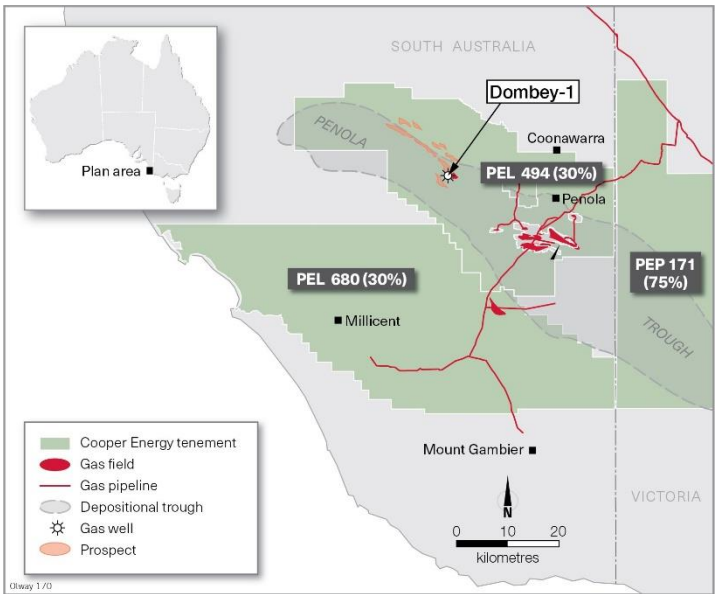 SOUTH AUSTRALIA
Dombey-1
PENOLA
Coonawarra
Plan area
PEL 494 (30%)
Penola
PEL 680 (30%)
PEP 171
(75%)
Millicent
TROUGH
Cooper Energy tenement
Gas field
Gas pipeline
Depositional trough
Gas well
Prospect
Mount Gambier
VICTORIA
N
0 10 20
kilometres
Otway 170